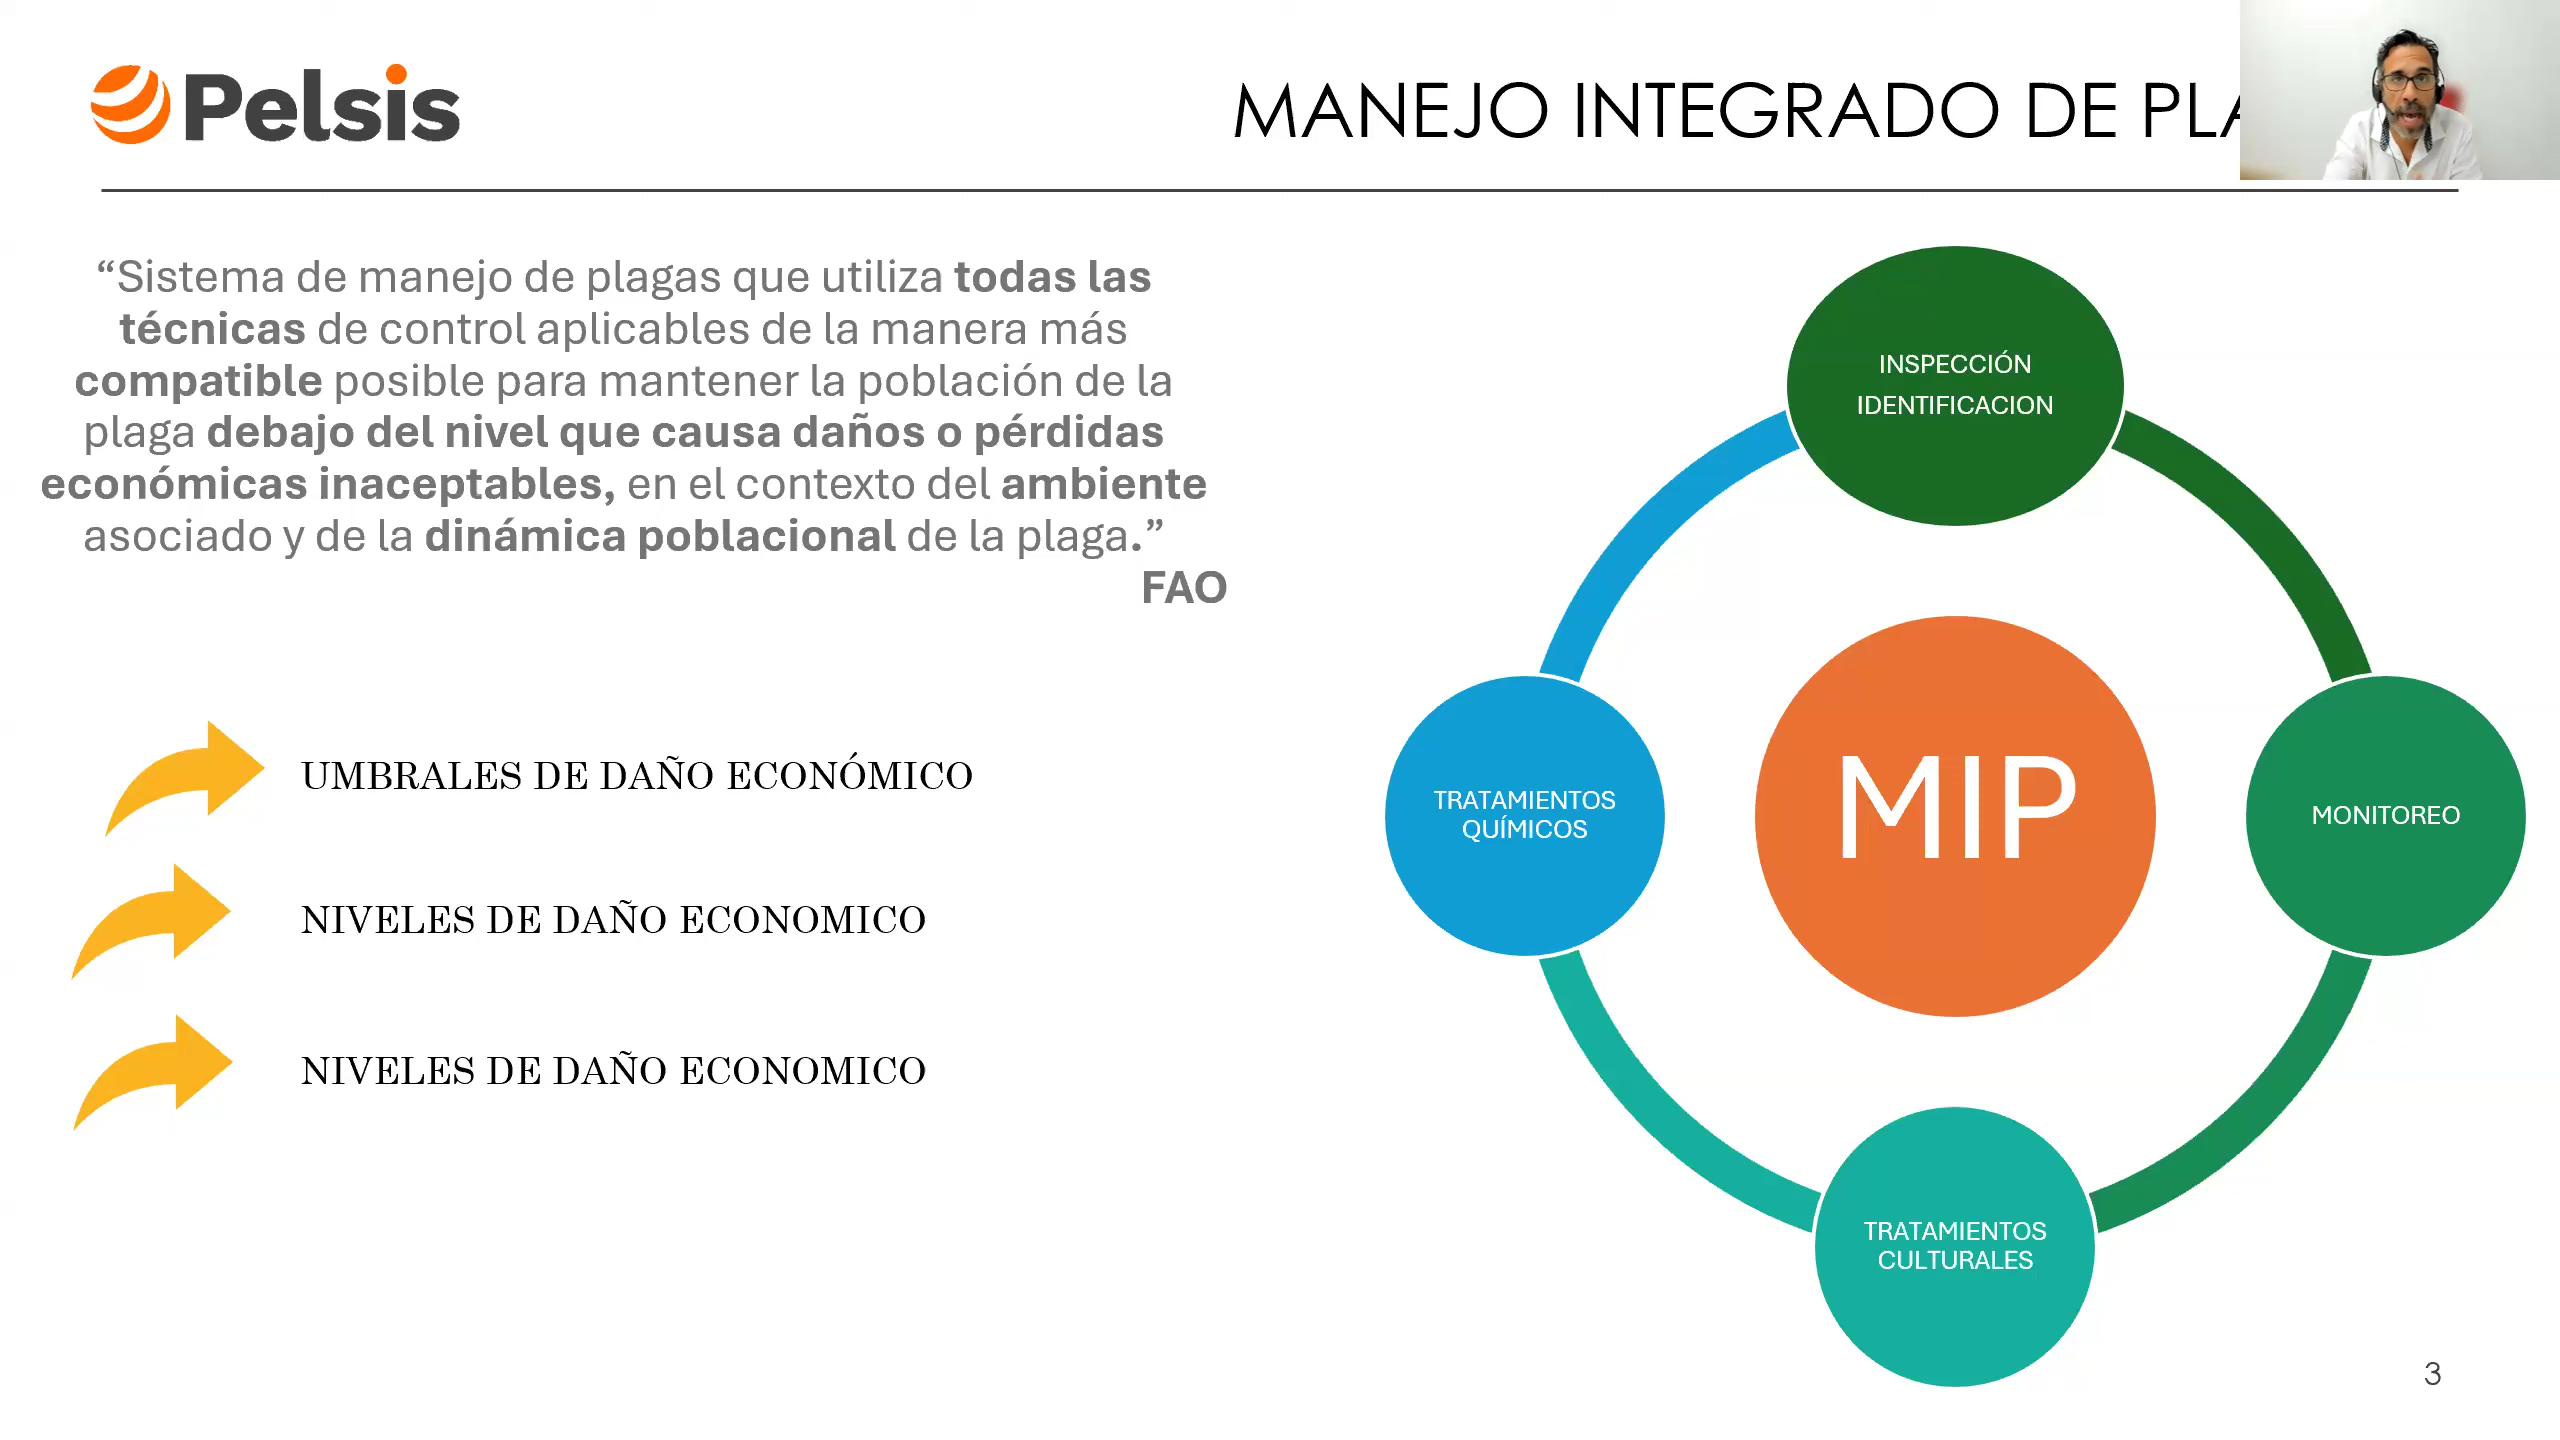 Pelsis
MANEJO INTEGRADO DE
“Sistema de manejo de plagas que utiliza todas las
técnicas de control aplicables de la manera más
compatible posible para mantener la población de la
plaga debajo del nivel que causa daños o pérdidas
económicas inaceptables, en el contexto del ambiente
asociado y de la dinámica poblacional de la plaga.”
FAO
UMBRALES DE DAÑO ECONÓMICO
NIVELES DE DAÑO ECONOMICO
NIVELES DE DAÑO ECONOMICO
INSPECCIÓN
IDENTIFICACION
MONITOREO
TRATAMIENTOS
CULTURALES
TRATAMIENTOS
QUÍMICOS
MIP
3